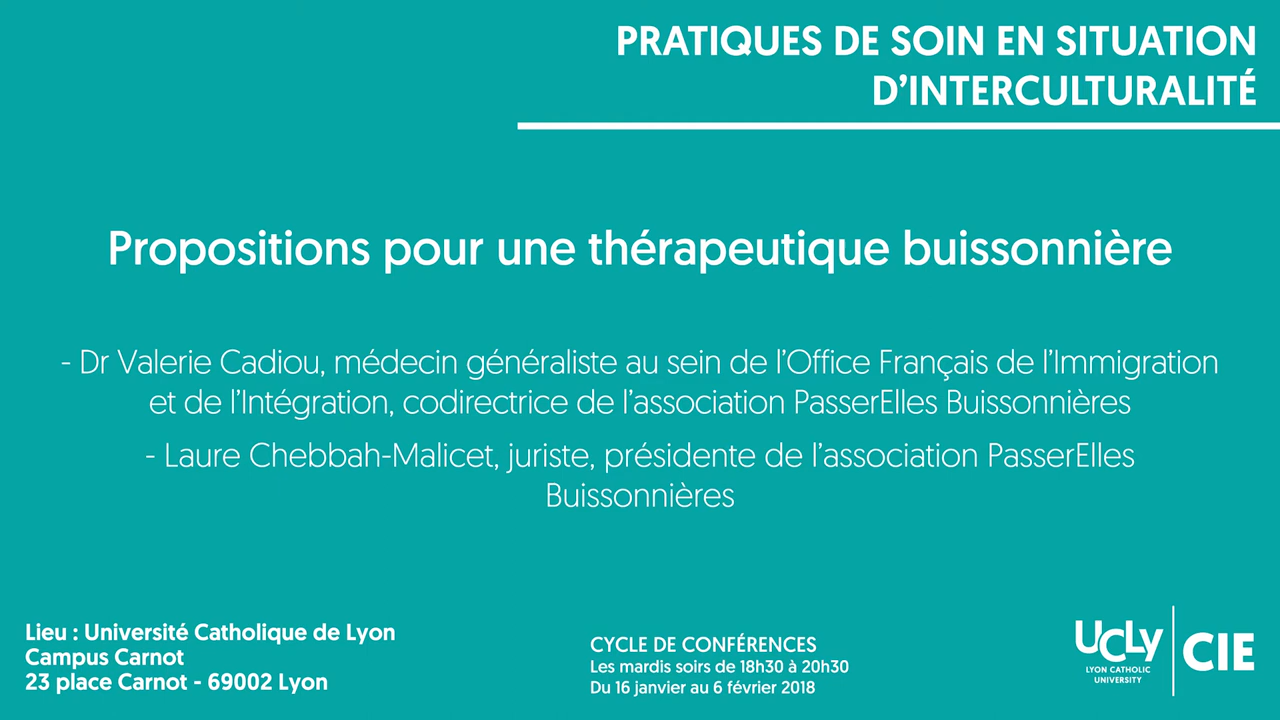 PRATIQUES DE SOIN EN SITUATION
D’INTERCULTURALITÉ
Propositions pour une thérapeutique buissonnière
- Dr Valerie Cadiou, médecin généraliste au sein de l’Office Français de l’Immigration
et de l’Intégration, codirectrice de l’association PasserElles Buissonnières
- Laure Chebbah-Malicet, juriste, présidente de l’association PasserElles
Buissonnières
Lieu : Université Catholique de Lyon
Campus Carnot
23 place Carnot - 69002 Lyon
CYCLE DE CONFÉRENCES
Les mardis soirs de 18h30 à 20h30
Du 16 janvier au 6 février 2018
UCLy
LYON CATHOLIC
UNIVERSITY
CIE